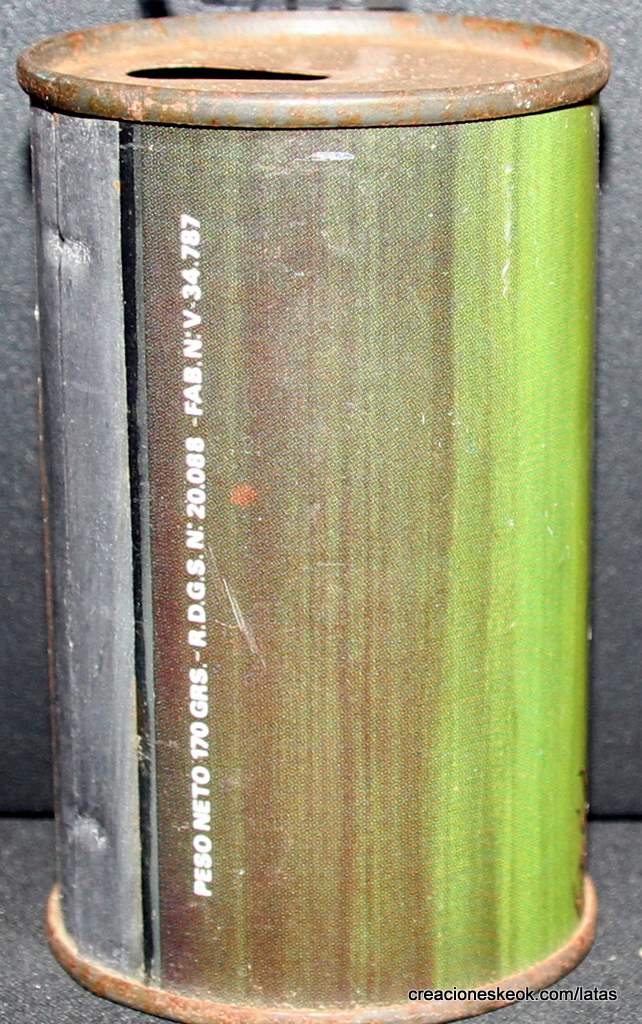 PESO NETO 170 GRS.- R.D.G.S. N: 20.088 - FAB. N: V-34.787
creacioneskeok.com/latas